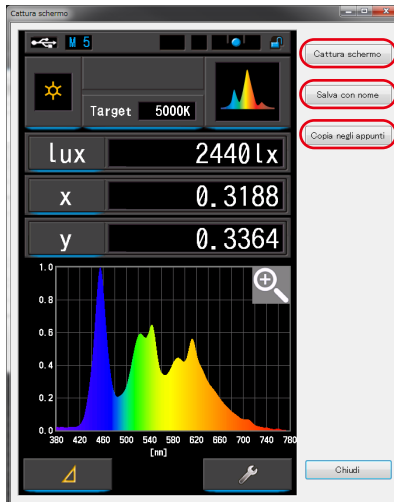 Cattura schermo
M 5
Cattura schermo
Target 5000K
Salva con nome
Copia negli appunti
lux 2440lx
x 0.3188
y 0.3364
1.0
0.8
0.6
0.4
0.2
0.0
380 420 460 500 540 580 620 660 700 740 780
[nm]
Chiudi